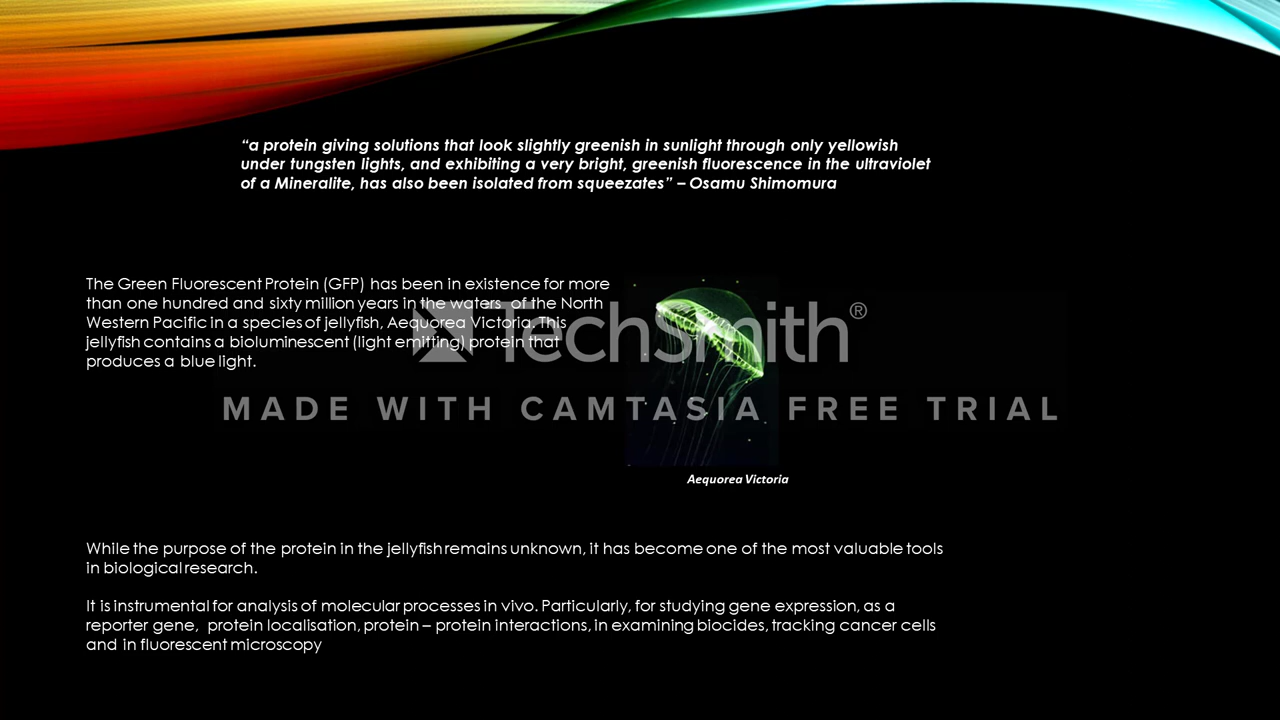 “a protein giving solutions that look slightly greenish in sunlight through only yellowish
under tungsten lights, and exhibiting a very bright, greenish fluorescence in the ultraviolet
of a Mineralite, has also been isolated from squeezates” – Osamu Shimomura
The Green Fluorescent Protein (GFP) has been in existence for more
than one hundred and sixty million years in the waters of the North
Western Pacific in a species of jellyfish, Aequorea Victoria. This
jellyfish contains a bioluminescent (light emitting) protein that
produces a blue light.
TechSmith®
MADE WITH CAMTASIA FREE TRIAL
Aequorea Victoria
While the purpose of the protein in the jellyfish remains unknown, it has become one of the most valuable tools
in biological research.
It is instrumental for analysis of molecular processes in vivo. Particularly, for studying gene expression, as a
reporter gene, protein localisation, protein – protein interactions, in examining biocides, tracking cancer cells
and in fluorescent microscopy